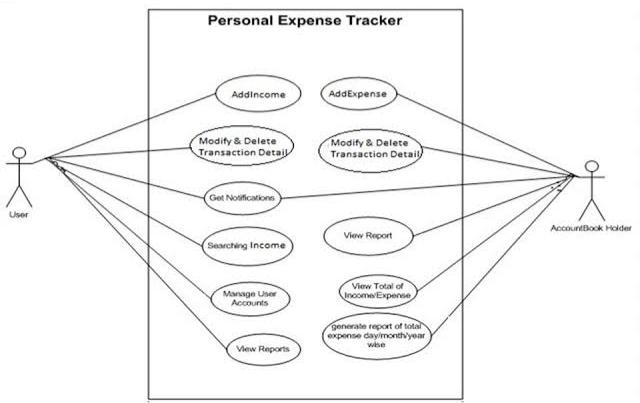 Personal Expense Tracker
AddIncome
AddExpense
Modify & Delete
Transaction Detail
Modify & Delete
Transaction Detail
Get Notifications
User
AccountBook Holder
Searching Income
View Report
Manage User
Accounts
View Total of
Income/Expense
View Reports
generate report of total
expense day/month/year
wise